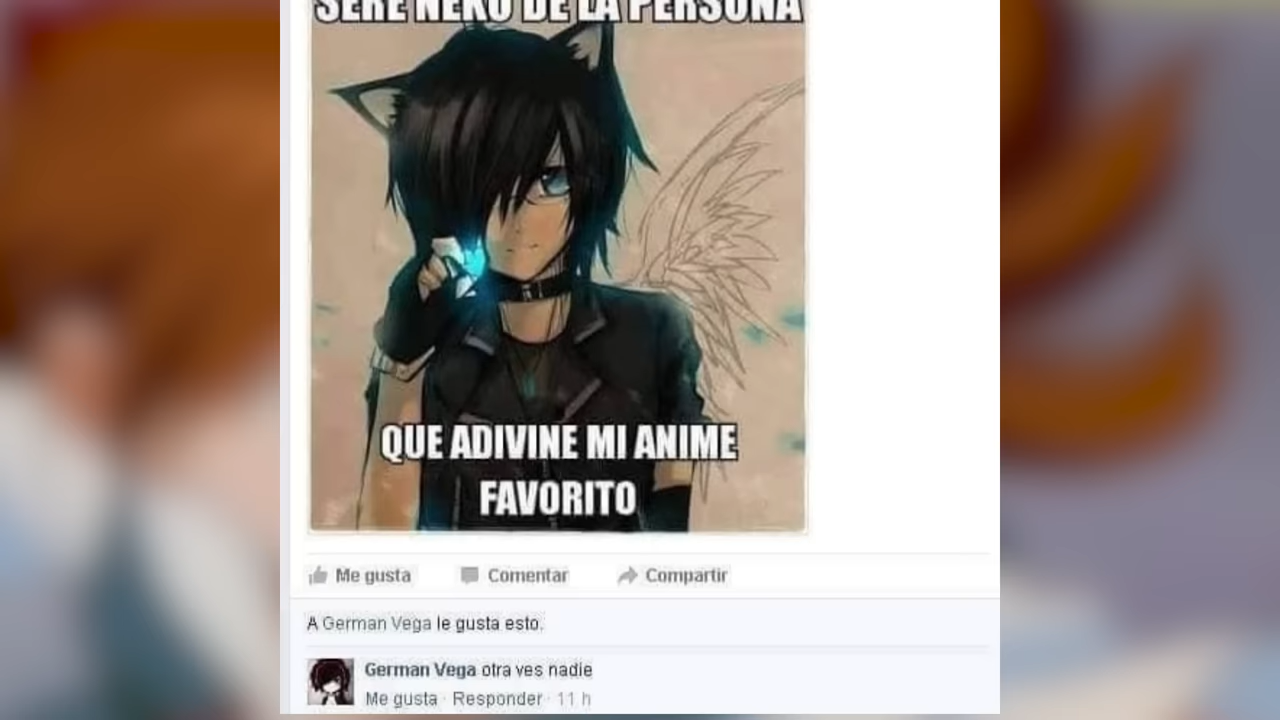 SERE NEKO DE LA PERSONA
QUE ADIVINE MI ANIME
FAVORITO
Me gusta Comentar Compartir
A German Vega le gusta esto.
German Vega otra ves nadie
Me gusta · Responder · 11 h